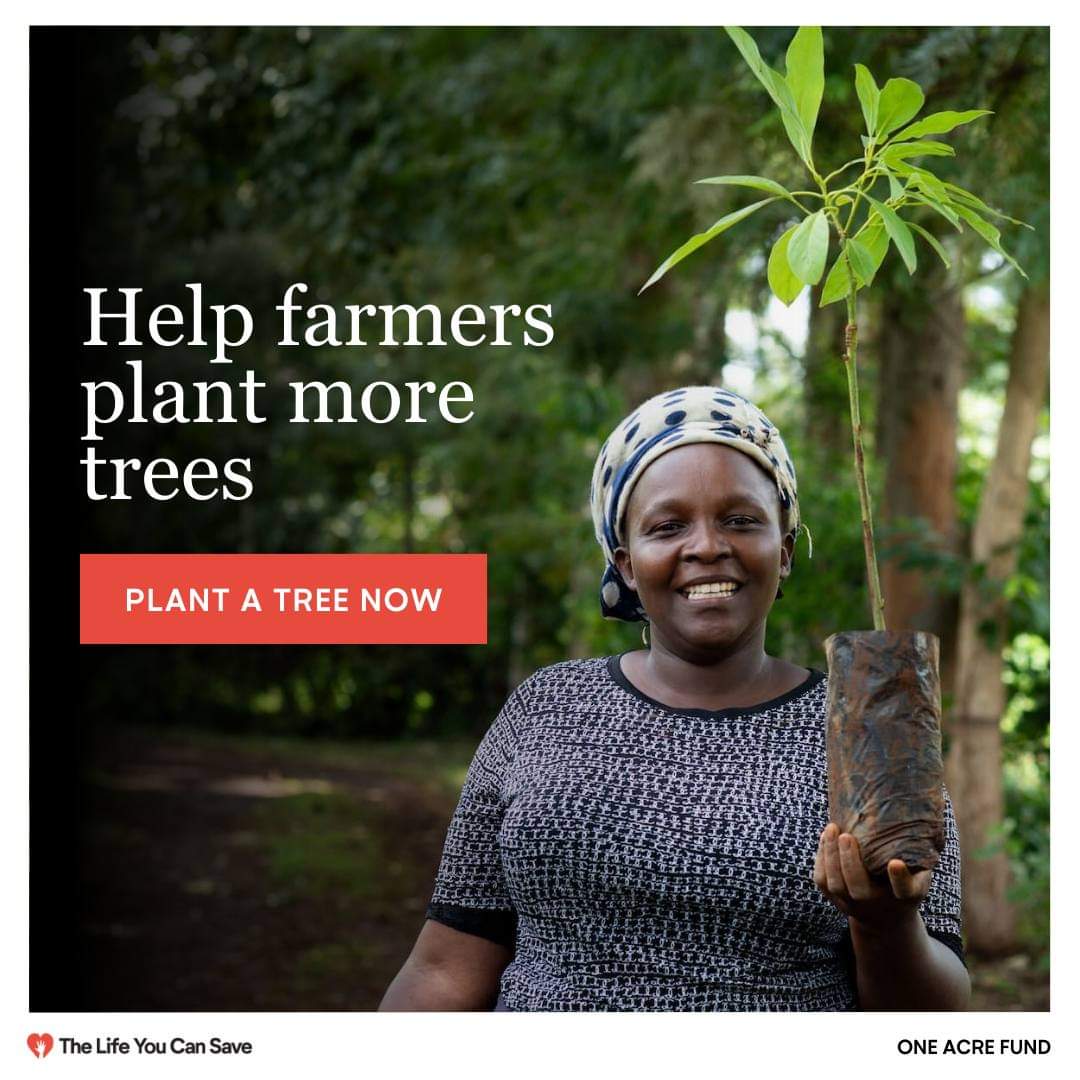 Help farmers
plant more
trees
PLANT A TREE NOW
The Life You Can Save
ONE ACRE FUND